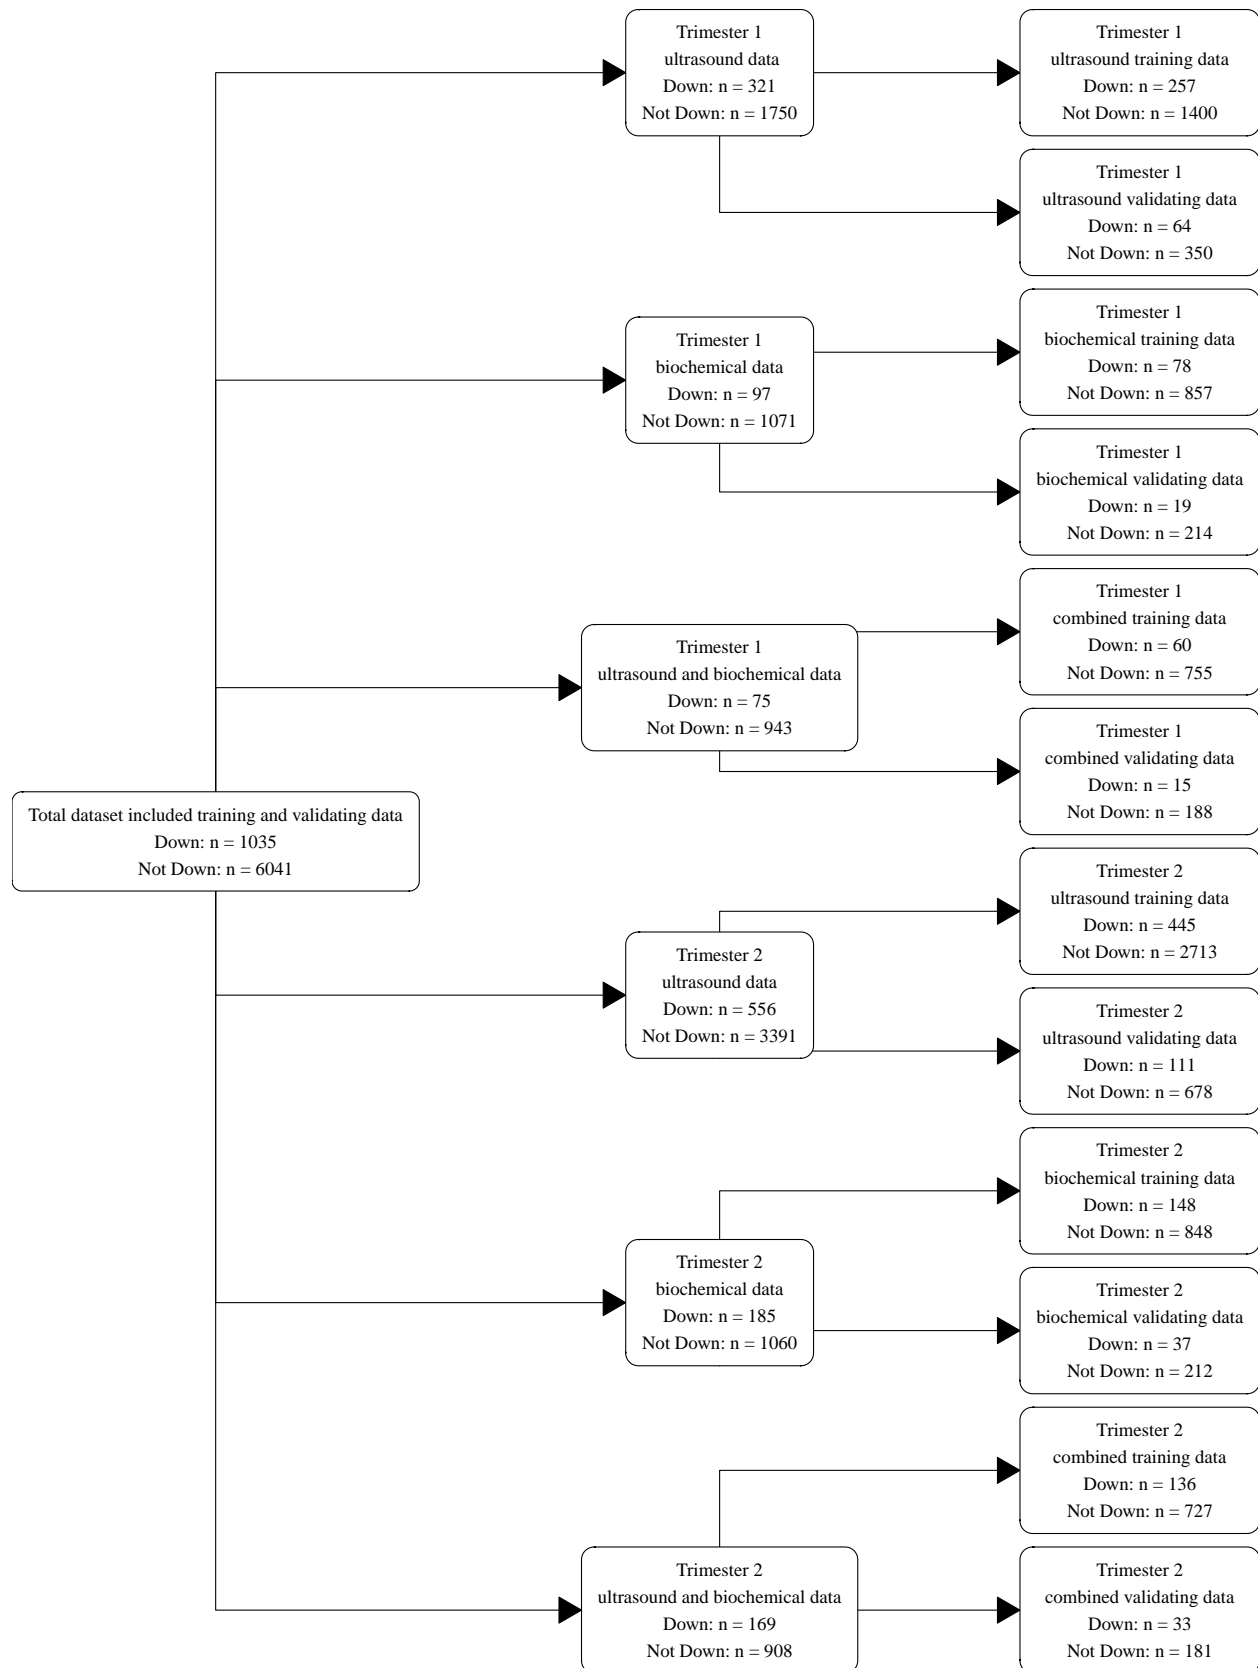 Trimester 1
ultrasound data
Down: n = 321
Not Down: n = 1750
Trimester 1
ultrasound training data
Down: n = 257
Not Down: n = 1400
Trimester 1
ultrasound validating data
Down: n = 64
Not Down: n = 350
Trimester 1
biochemical data
Down: n = 97
Not Down: n = 1071
Trimester 1
biochemical training data
Down: n = 78
Not Down: n = 857
Trimester 1
biochemical validating data
Down: n = 19
Not Down: n = 214
Trimester 1
ultrasound and biochemical data
Down: n = 75
Not Down: n = 943
Trimester 1
combined training data
Down: n = 60
Not Down: n = 755
Trimester 1
combined validating data
Down: n = 15
Not Down: n = 188
Total dataset included training and validating data
Down: n = 1035
Not Down: n = 6041
Trimester 2
ultrasound data
Down: n = 556
Not Down: n = 3391
Trimester 2
ultrasound training data
Down: n = 445
Not Down: n = 2713
Trimester 2
ultrasound validating data
Down: n = 111
Not Down: n = 678
Trimester 2
biochemical data
Down: n = 185
Not Down: n = 1060
Trimester 2
biochemical training data
Down: n = 148
Not Down: n = 848
Trimester 2
biochemical validating data
Down: n = 37
Not Down: n = 212
Trimester 2
ultrasound and biochemical data
Down: n = 169
Not Down: n = 908
Trimester 2
combined training data
Down: n = 136
Not Down: n = 727
Trimester 2
combined validating data
Down: n = 33
Not Down: n = 181